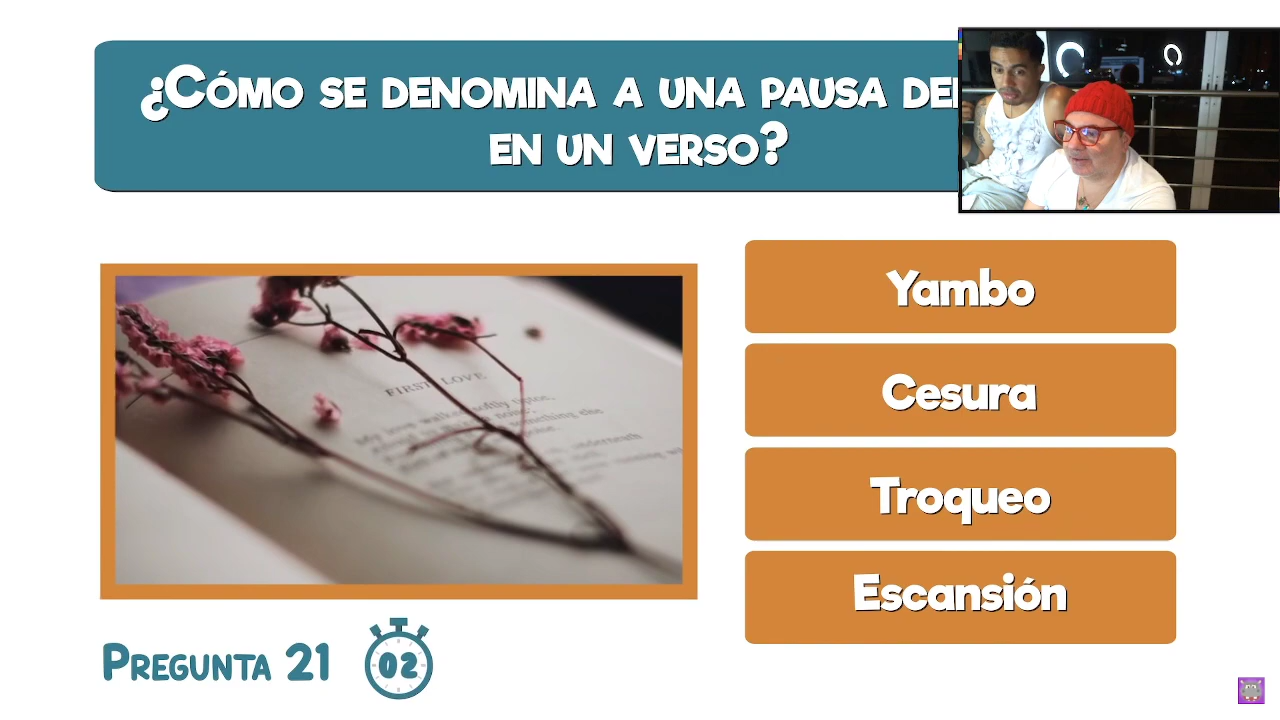 ¿Cómo se denomina a una pausa de
en un verso?
Yambo
Cesura
Troqueo
Escansión
FIRST LOVE
Pregunta 21
02